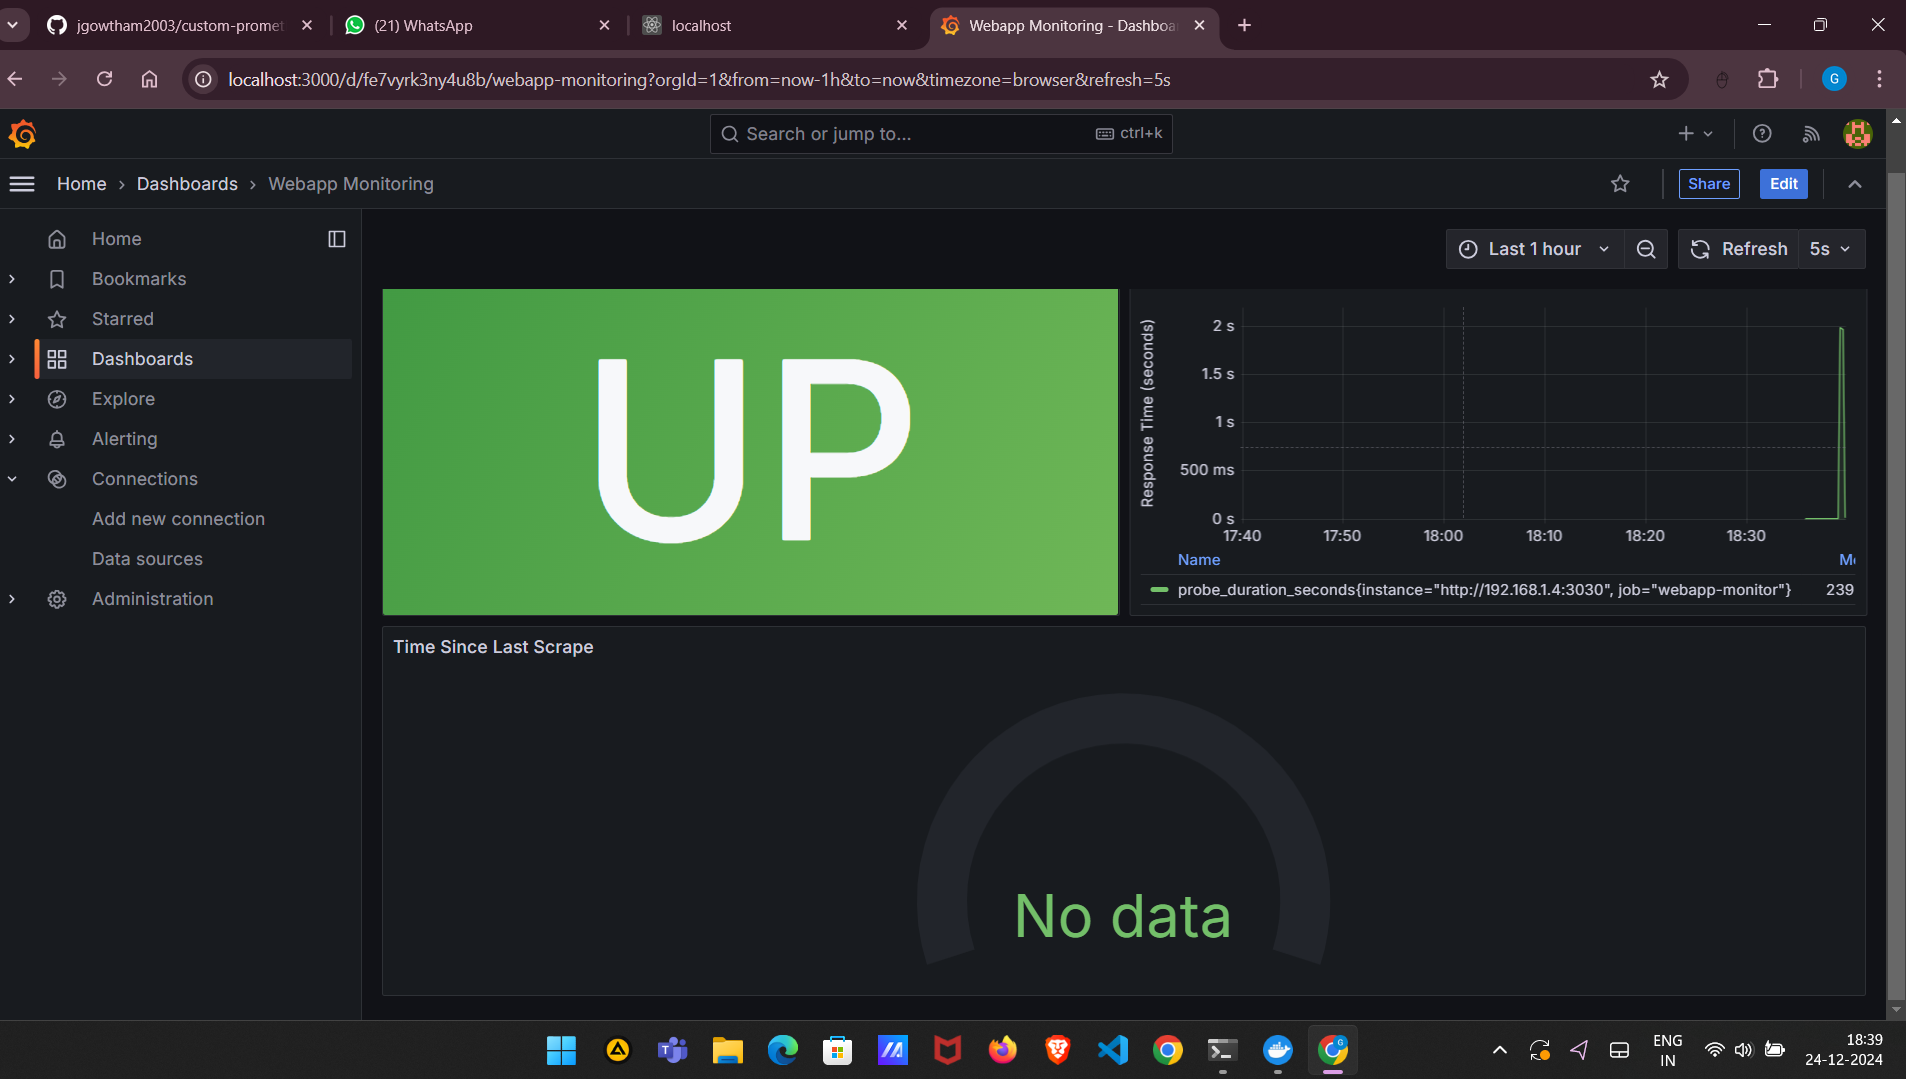 jgowtham2003/custom-promet
(21) WhatsApp
localhost
Webapp Monitoring - Dashboa
localhost:3000/d/fe7vyrk3ny4u8b/webapp-monitoring?orgId=1&from=now-1h&to=now&timezone=browser&refresh=5s
G
Search or jump to...
ctrl+k
Home › Dashboards › Webapp Monitoring
Share
Edit
Home
Bookmarks
Starred
Dashboards
Explore
Alerting
Connections
Add new connection
Data sources
Administration
Last 1 hour
Refresh
5s
UP
Response Time (seconds)
2 s
1.5 s
1 s
500 ms
0 s
17:40 17:50 18:00 18:10 18:20 18:30
Name
probe_duration_seconds{instance="http://192.168.1.4:3030", job="webapp-monitor"} 239
Time Since Last Scrape
No data
ENG
IN
18:39
24-12-2024